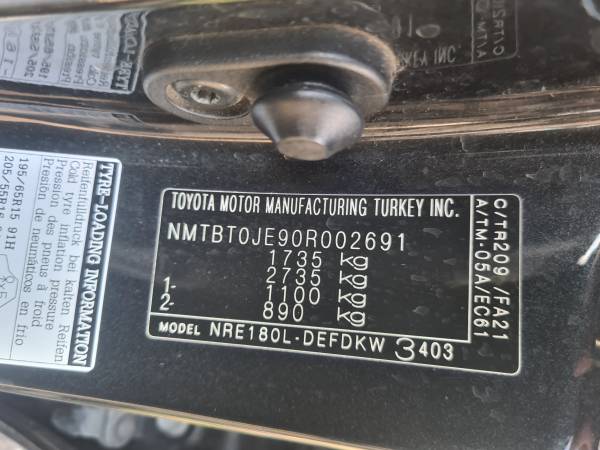 TOYOTA MOTOR MANUFACTURING TURKEY INC.
NMTBT0JE90R002691
1735 kg
2735 kg
1- 1100 kg
2- 890 kg
MODEL NRE180L-DEFDKW 3403
C/TR209 /FA21
A/TM-05A/EC61
TYRE-LOADING INFORMATION
Reifenfülldruck bei kalten Reifen
Cold tyre inflation pressure
Pression des pneus à froid
Presión de neumáticos en frio
195/65R15 91H
205/55R16